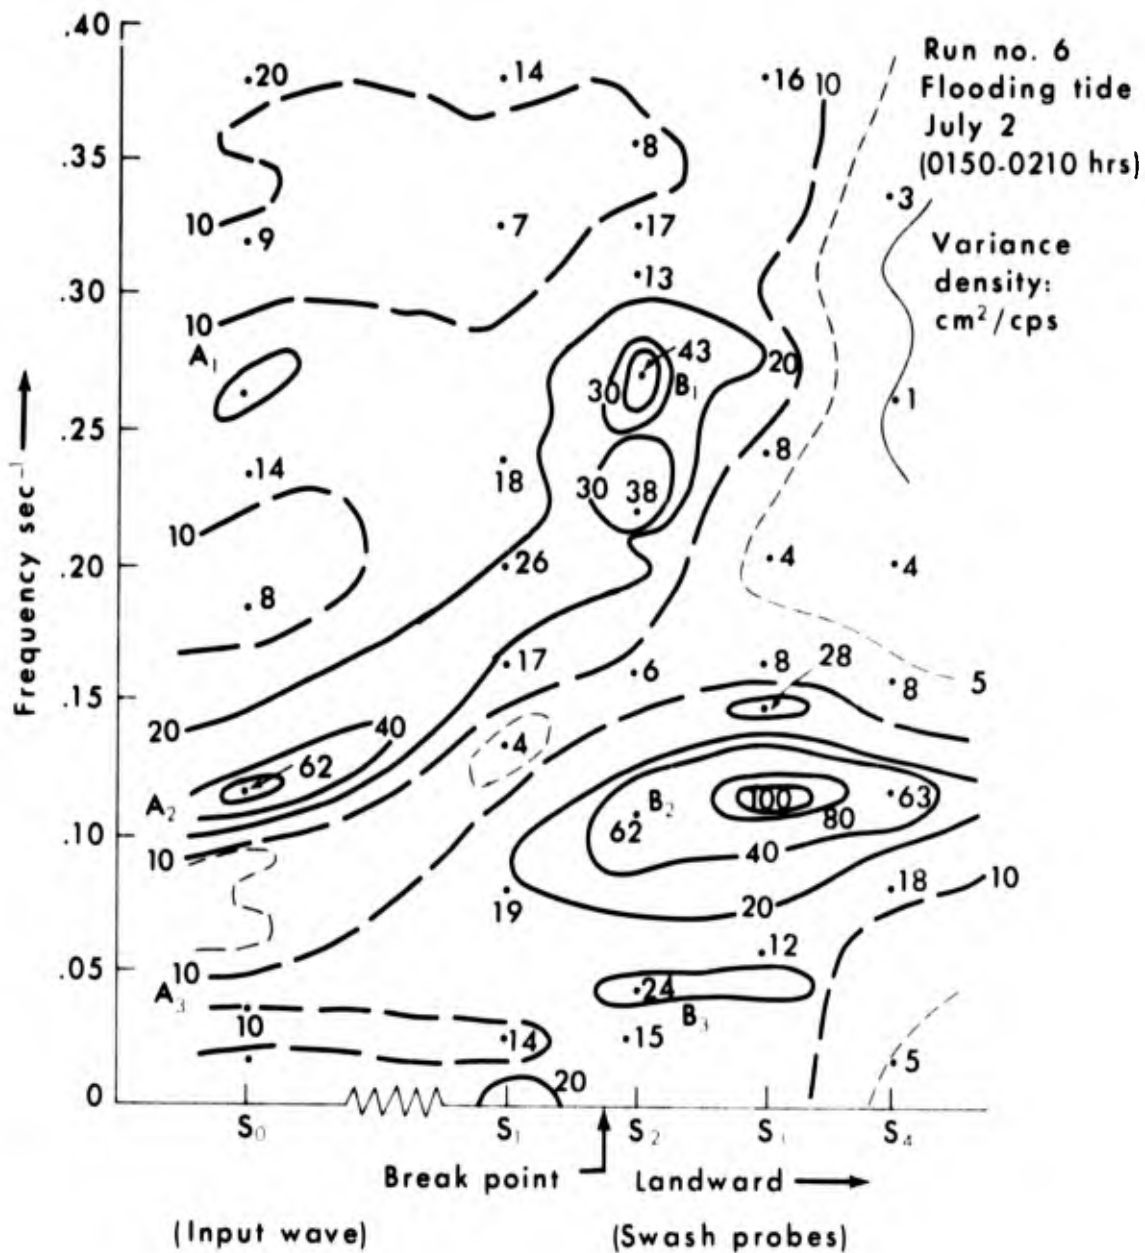 .40
20
14
16
10
Run no. 6
Flooding tide
July 2
(0150-0210 hrs)
.35
8
3
10
9
7
17
Variance
density:
cm²/cps
.30
13
10
A₁
43
20
30
B₁
1
.25
14
18
8
30
38
10
.20
26
4
4
8
17
6
8
28
8
5
.15
20
40
62
4
A₂
B₂
100
63
62
80
.10
10
40
19
20
18
10
12
.05
10
A₃
24
B₃
10
14
15
5
20
0
S₀
S₁
S₂
S₃
S₄
Frequency sec⁻¹
Break point
Landward
(Input wave)
(Swash probes)